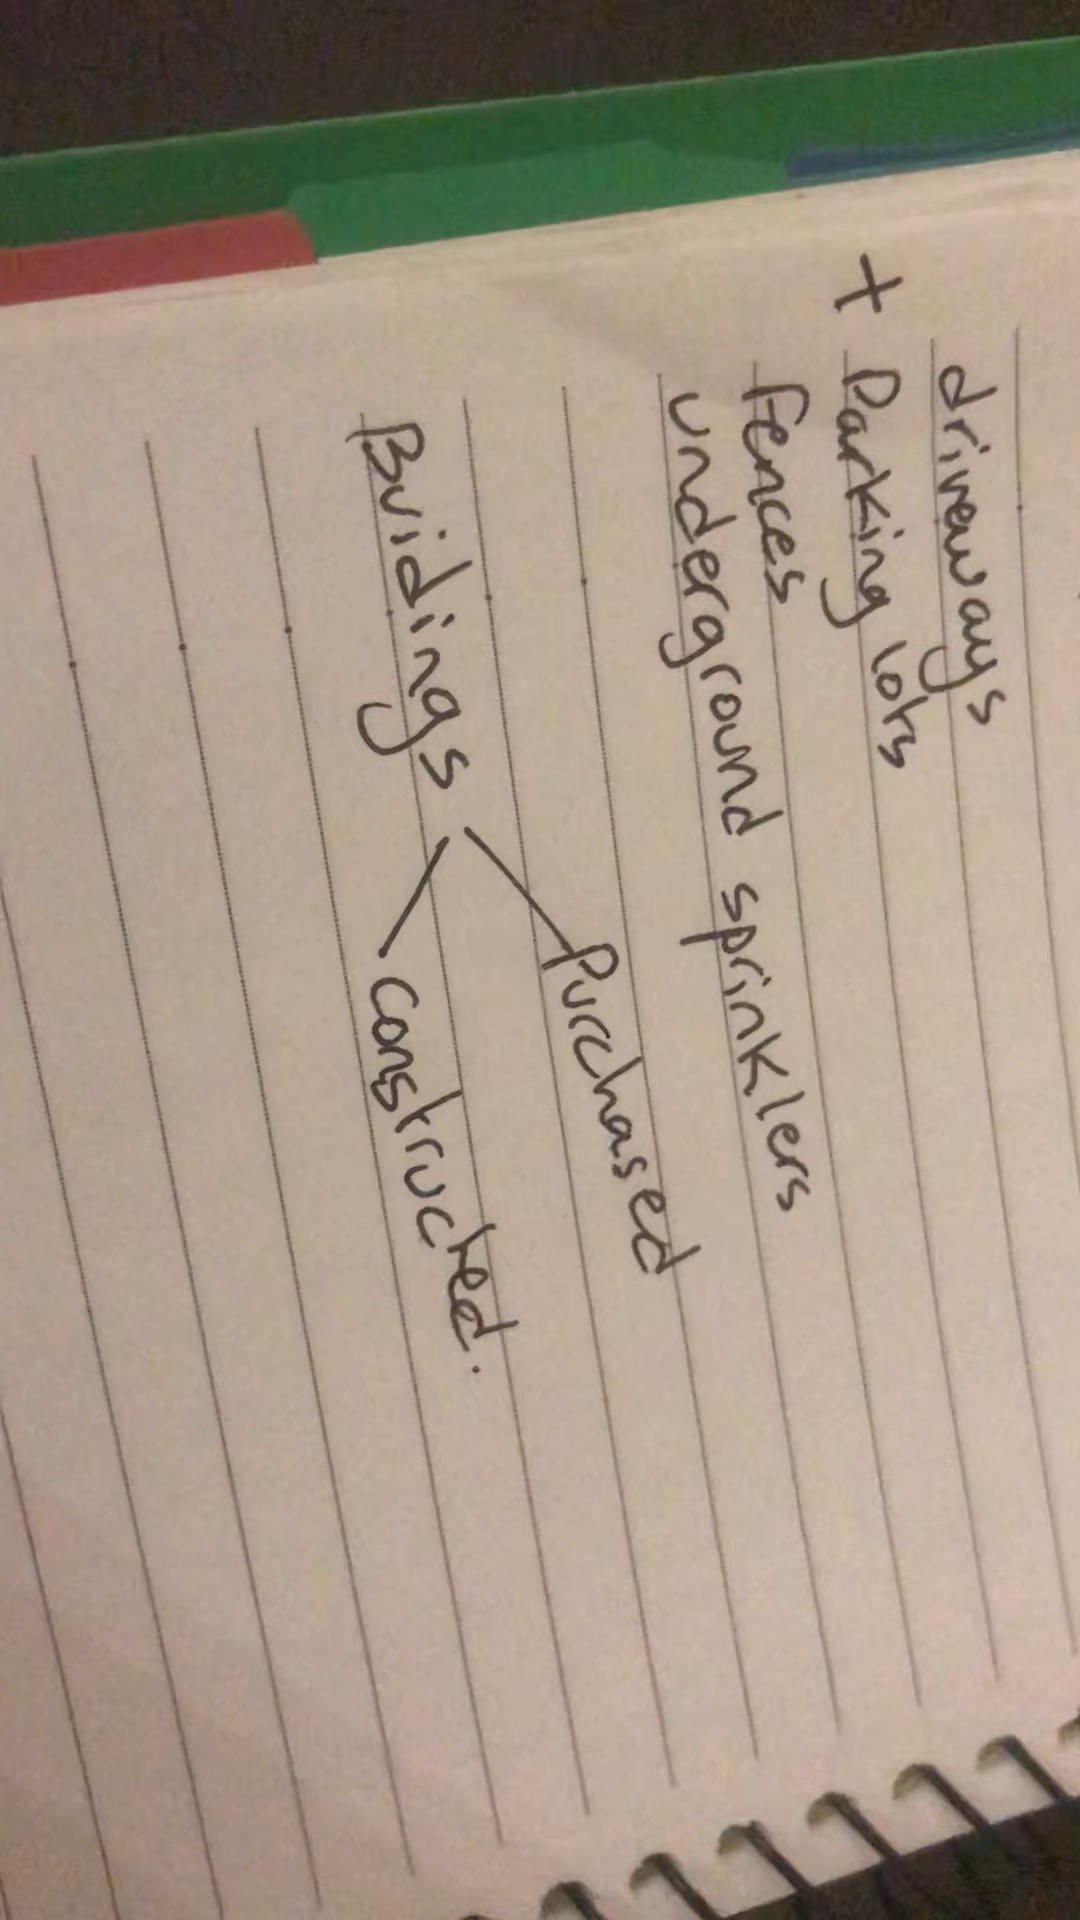 driveways
+ Parking lots
Fences
underground sprinklers
Purchased
Buidings
constructed.